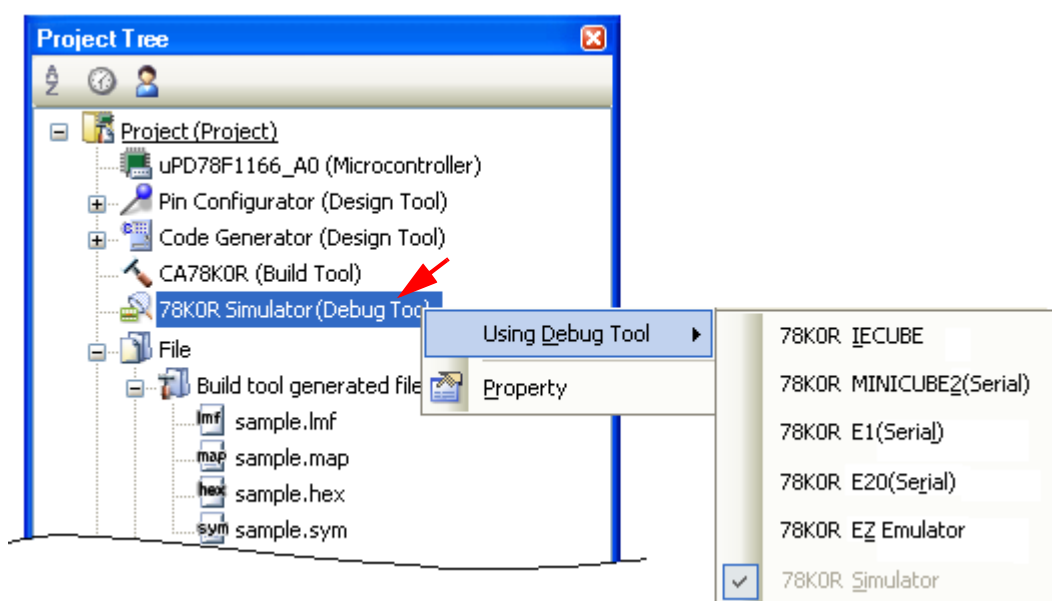 Project Tree
Project (Project)
uPD78F1166_A0 (Microcontroller)
Pin Configurator (Design Tool)
Code Generator (Design Tool)
CA78K0R (Build Tool)
78K0R Simulator (Debug Tool
Using Debug Tool
Property
78K0R IECUBE
78K0R MINICUBE2(Serial)
78K0R E1(Serial)
78K0R E20(Serial)
78K0R EZ Emulator
78K0R Simulator
File
Build tool generated file
lmf sample.lmf
map sample.map
hex sample.hex
sym sample.sym